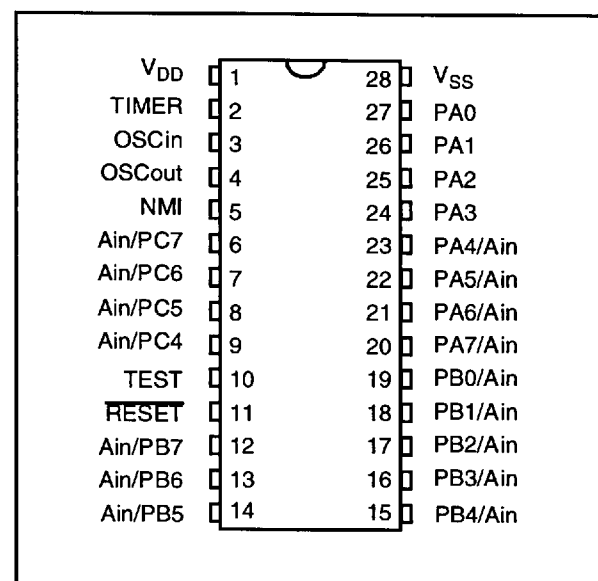 V_DD 1 28 V_SS
TIMER 2 27 PA0
OSCin 3 26 PA1
OSCout 4 25 PA2
NMI 5 24 PA3
Ain/PC7 6 23 PA4/Ain
Ain/PC6 7 22 PA5/Ain
Ain/PC5 8 21 PA6/Ain
Ain/PC4 9 20 PA7/Ain
TEST 10 19 PB0/Ain
RESET 11 18 PB1/Ain
Ain/PB7 12 17 PB2/Ain
Ain/PB6 13 16 PB3/Ain
Ain/PB5 14 15 PB4/Ain